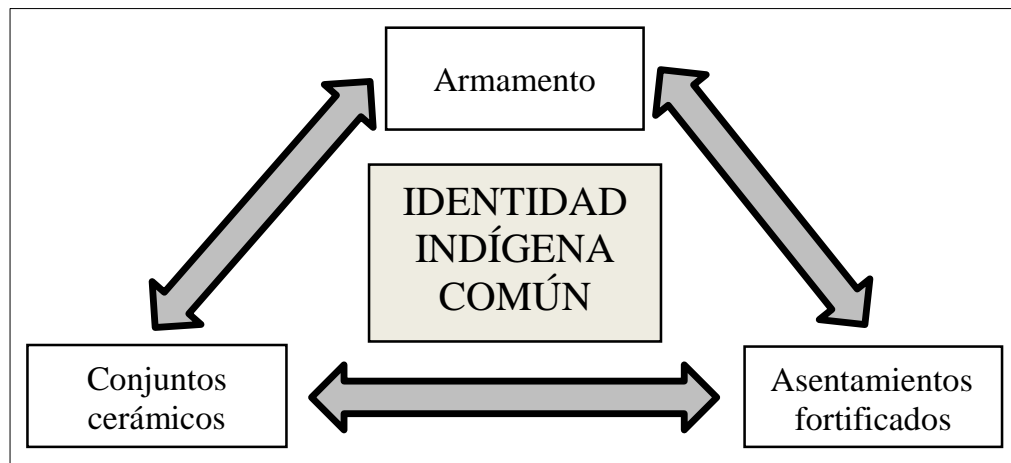 Armamento
IDENTIDAD
INDÍGENA
COMÚN
Conjuntos
cerámicos
Asentamientos
fortificados